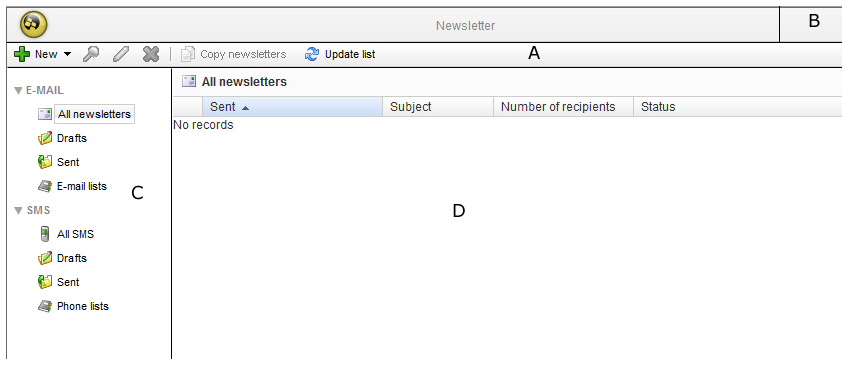 Newsletter
B
New
Copy newsletters
Update list
A
E-MAIL
All newsletters
Drafts
Sent
E-mail lists
C
SMS
All SMS
Drafts
Sent
Phone lists
All newsletters
Sent Subject Number of recipients Status
No records
D